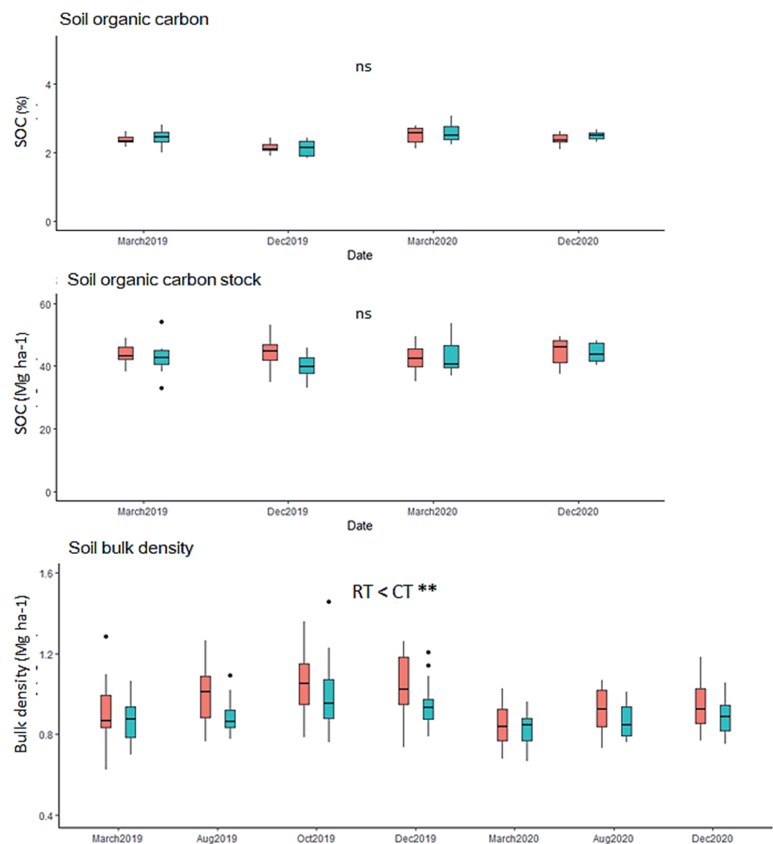 Soil organic carbon
ns
SOC (%)
4
2
0
March2019 Dec2019 March2020 Dec2020
Date
Soil organic carbon stock
ns
SOC (Mg ha-1)
60
40
20
0
March2019 Dec2019 March2020 Dec2020
Date
Soil bulk density
RT < CT **
Bulk density (Mg ha-1)
1.6
1.2
0.8
0.4
March2019 Aug2019 Oct2019 Dec2019 March2020 Aug2020 Dec2020